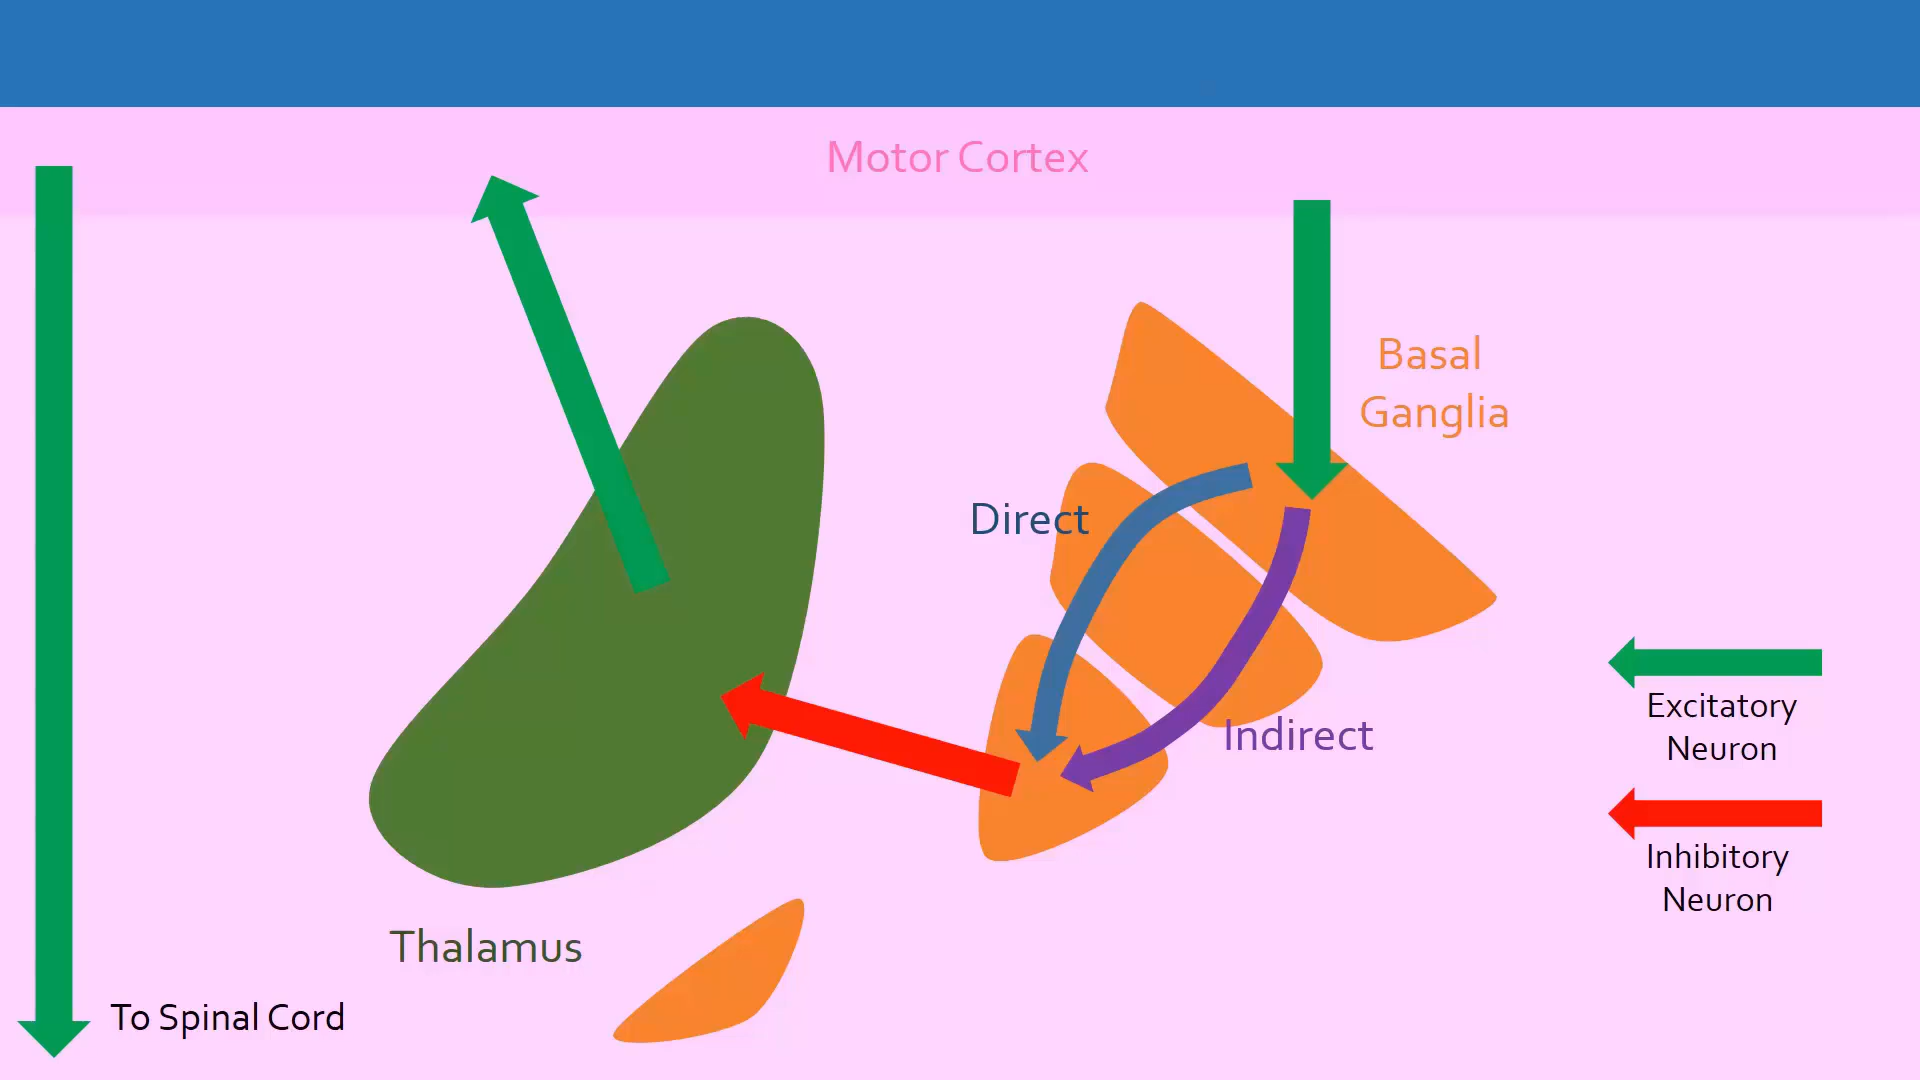 Motor Cortex
Basal
Ganglia
Direct
Indirect
Excitatory
Neuron
Inhibitory
Neuron
Thalamus
To Spinal Cord